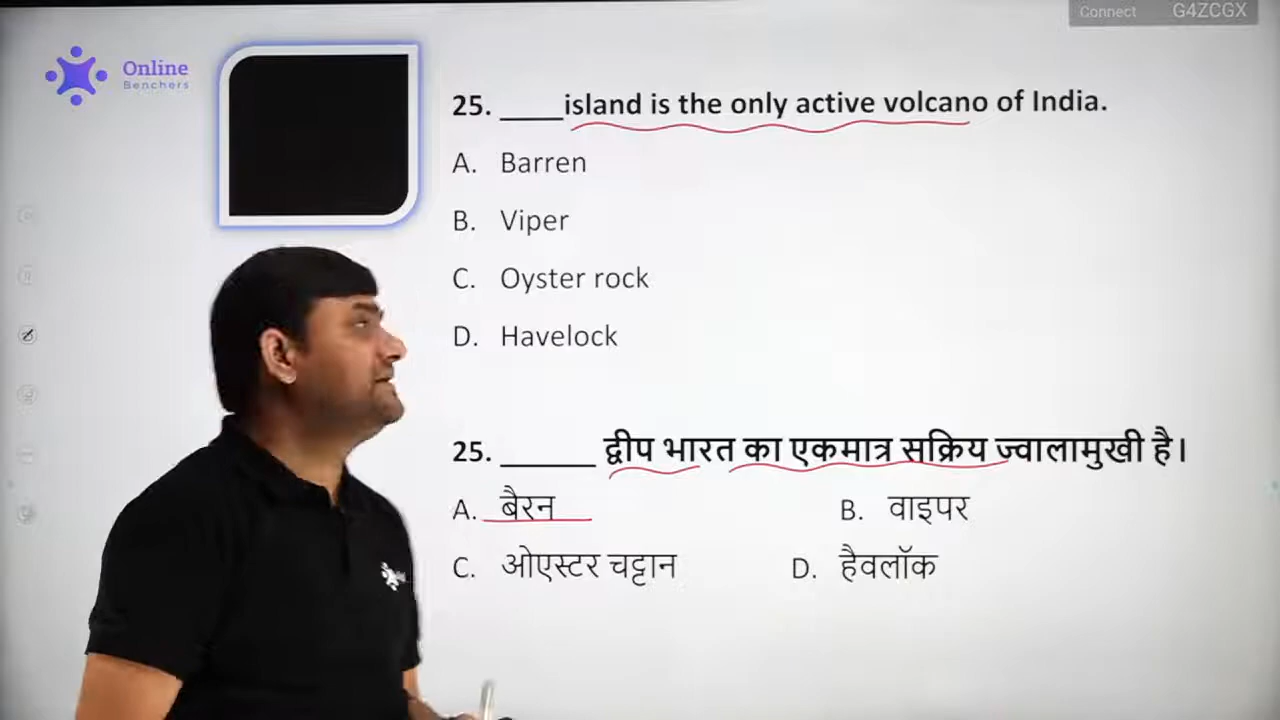 Connect G4ZCGX
Online
Benchers
25. ____island is the only active volcano of India.
A. Barren
B. Viper
C. Oyster rock
D. Havelock
25. ______ द्वीप भारत का एकमात्र सक्रिय ज्वालामुखी है।
A. बैरन B. वाइपर
C. ओएस्टर चट्टान D. हैवलॉक